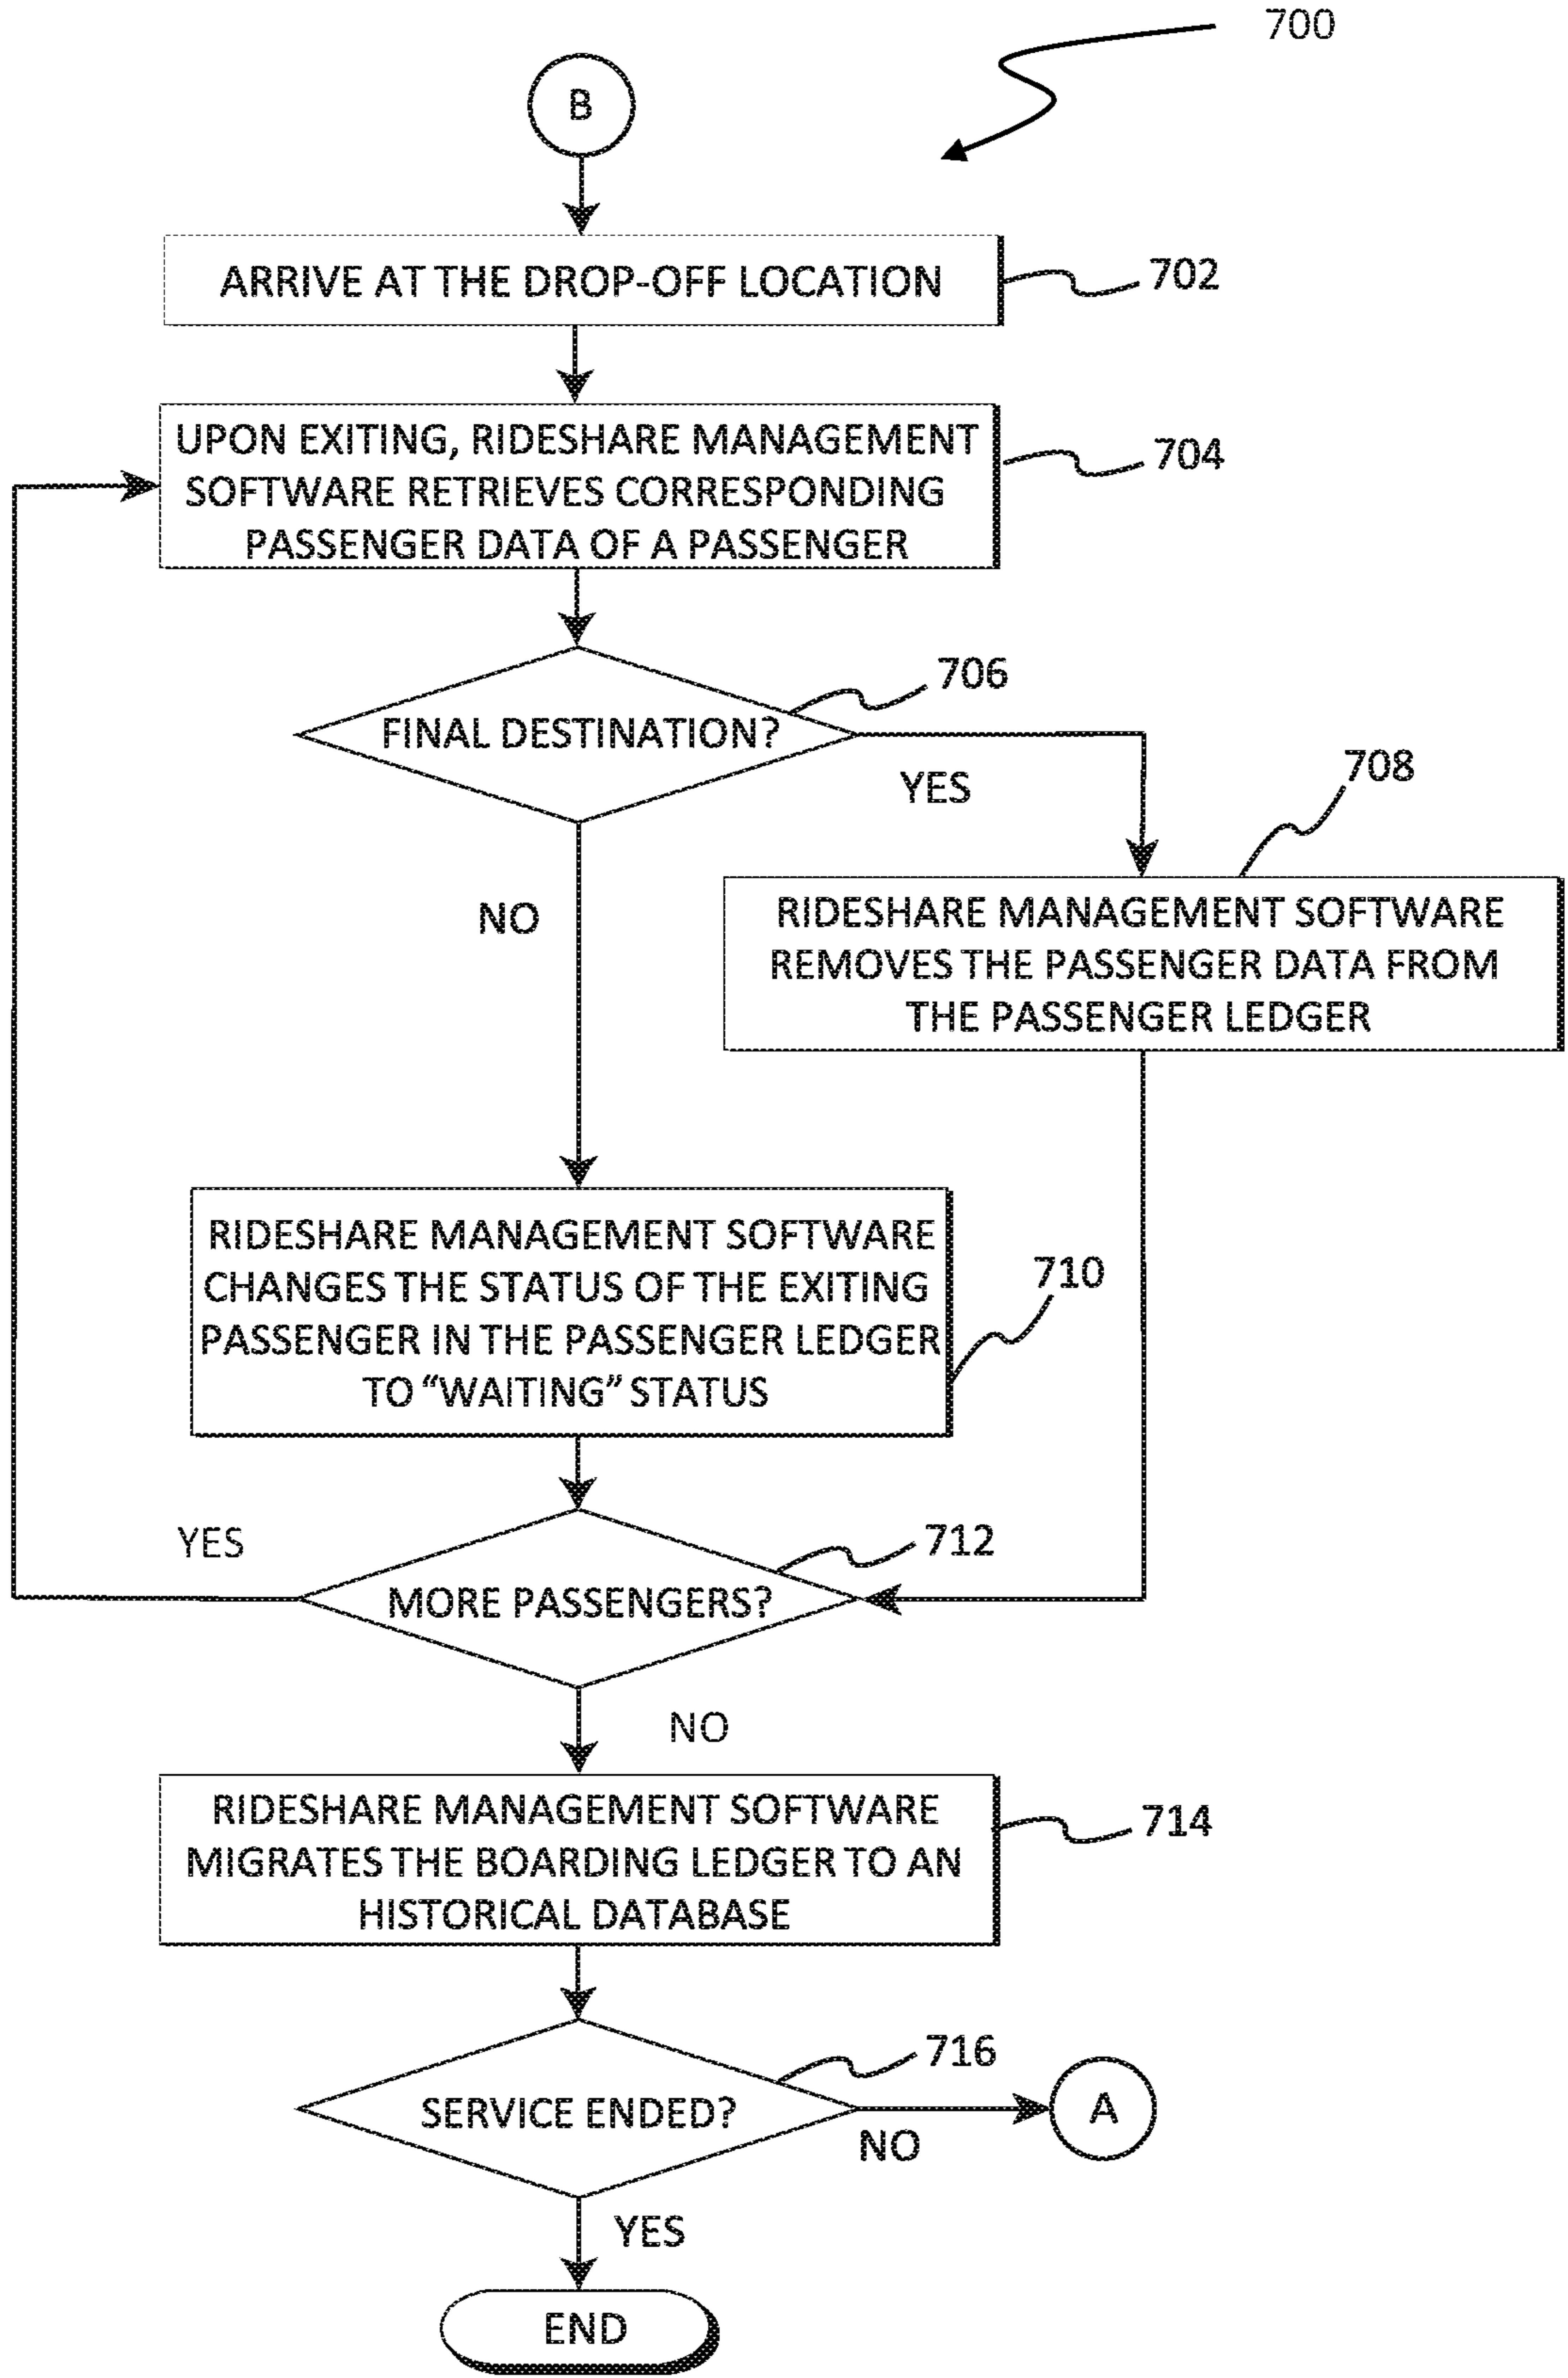 700
B
ARRIVE AT THE DROP-OFF LOCATION
702
UPON EXITING, RIDESHARE MANAGEMENT
SOFTWARE RETRIEVES CORRESPONDING
PASSENGER DATA OF A PASSENGER
704
706
FINAL DESTINATION?
YES
708
NO
RIDESHARE MANAGEMENT SOFTWARE
REMOVES THE PASSENGER DATA FROM
THE PASSENGER LEDGER
RIDESHARE MANAGEMENT SOFTWARE
CHANGES THE STATUS OF THE EXITING
PASSENGER IN THE PASSENGER LEDGER
TO “WAITING” STATUS
710
YES
712
MORE PASSENGERS?
NO
RIDESHARE MANAGEMENT SOFTWARE
MIGRATES THE BOARDING LEDGER TO AN
HISTORICAL DATABASE
714
716
SERVICE ENDED?
NO
A
YES
END